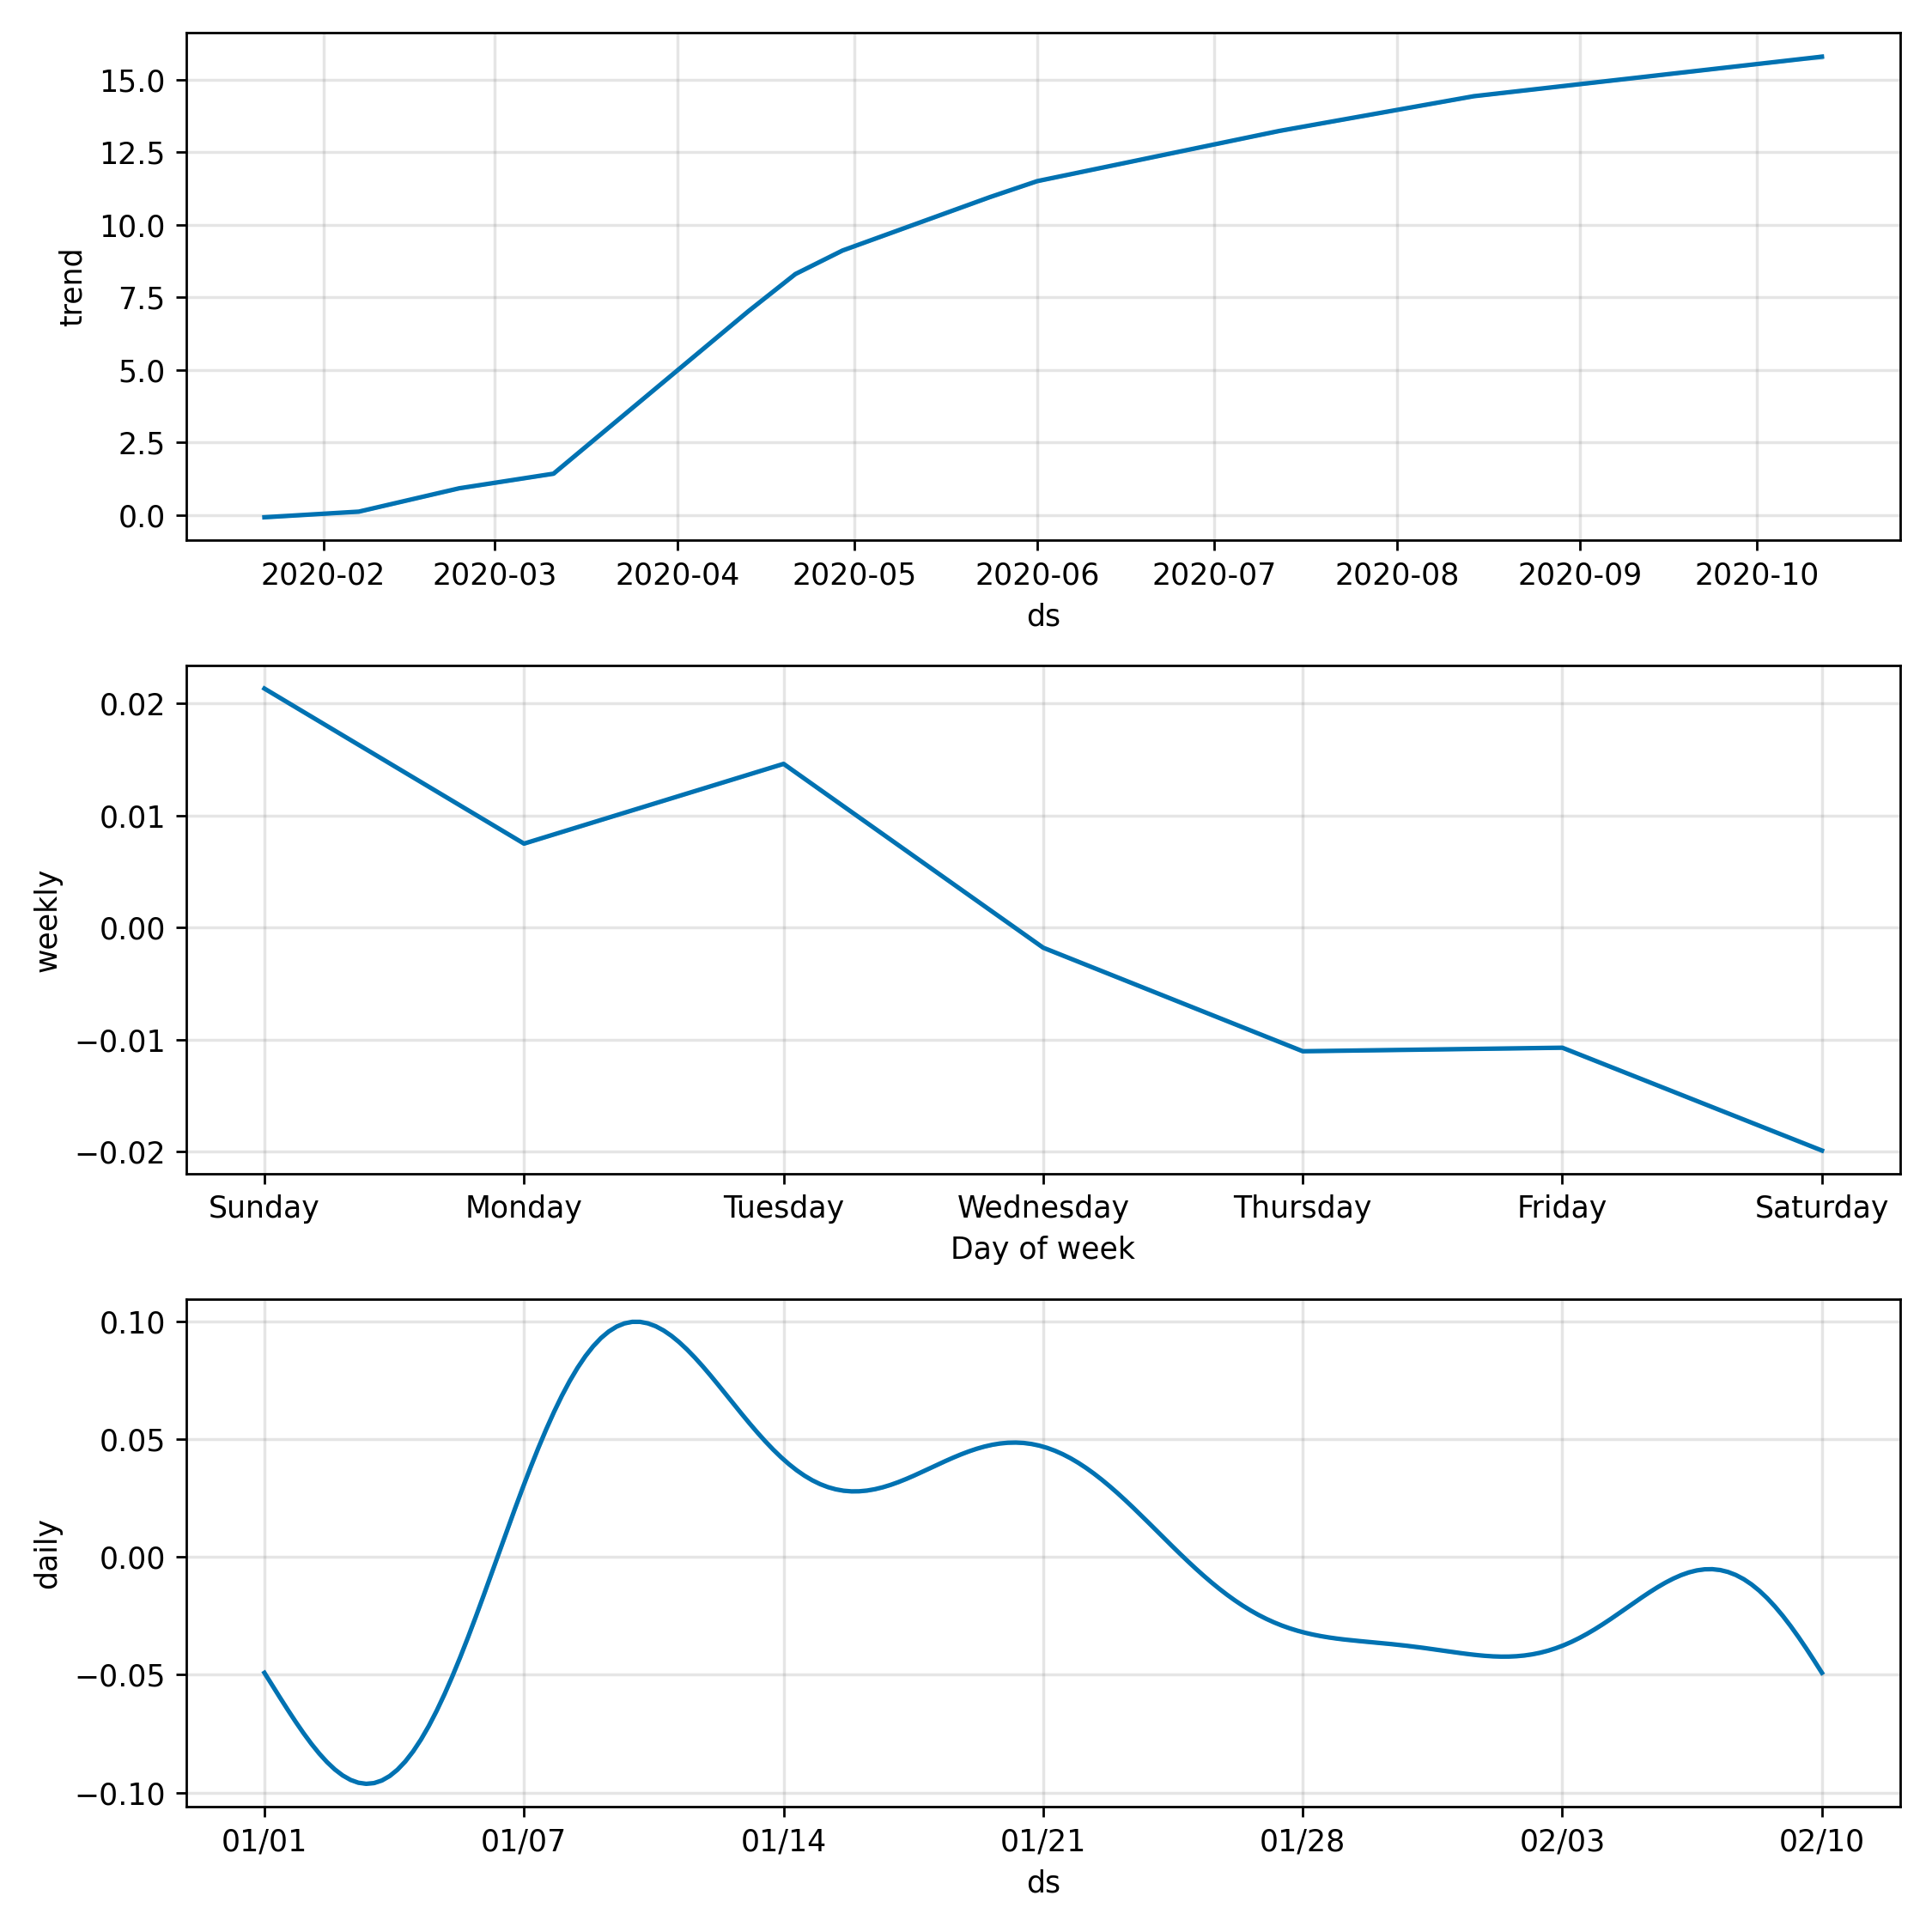 15.0
12.5
10.0
7.5
5.0
2.5
0.0
trend
2020-02 2020-03 2020-04 2020-05 2020-06 2020-07 2020-08 2020-09 2020-10
ds
0.02
0.01
0.00
−0.01
−0.02
weekly
Sunday Monday Tuesday Wednesday Thursday Friday Saturday
Day of week
0.10
0.05
0.00
−0.05
−0.10
daily
01/01 01/07 01/14 01/21 01/28 02/03 02/10
ds